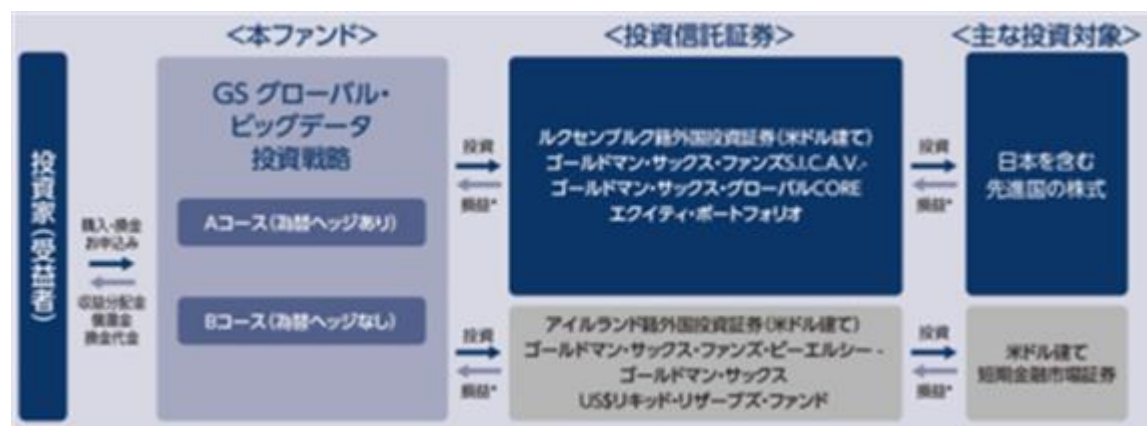 <本ファンド>
<投資信託証券>
<主な投資対象>
投資家(受益者)
購入・換金
お申込み
収益分配金
償還金
換金代金
GS グローバル・
ビッグデータ
投資戦略
Aコース(為替ヘッジあり)
Bコース(為替ヘッジなし)
投資
損益*
ルクセンブルク籍外国投資証券(米ドル建て)
ゴールドマン・サックス・ファンズS.I.C.A.V.-
ゴールドマン・サックス・グローバルCORE
エクイティ・ポートフォリオ
投資
損益*
日本を含む
先進国の株式
投資
損益*
アイルランド籍外国投資証券(米ドル建て)
ゴールドマン・サックス・ファンズ・ピーエルシー -
ゴールドマン・サックス
US$リキッド・リザーブズ・ファンド
投資
損益*
米ドル建て
短期金融市場証券